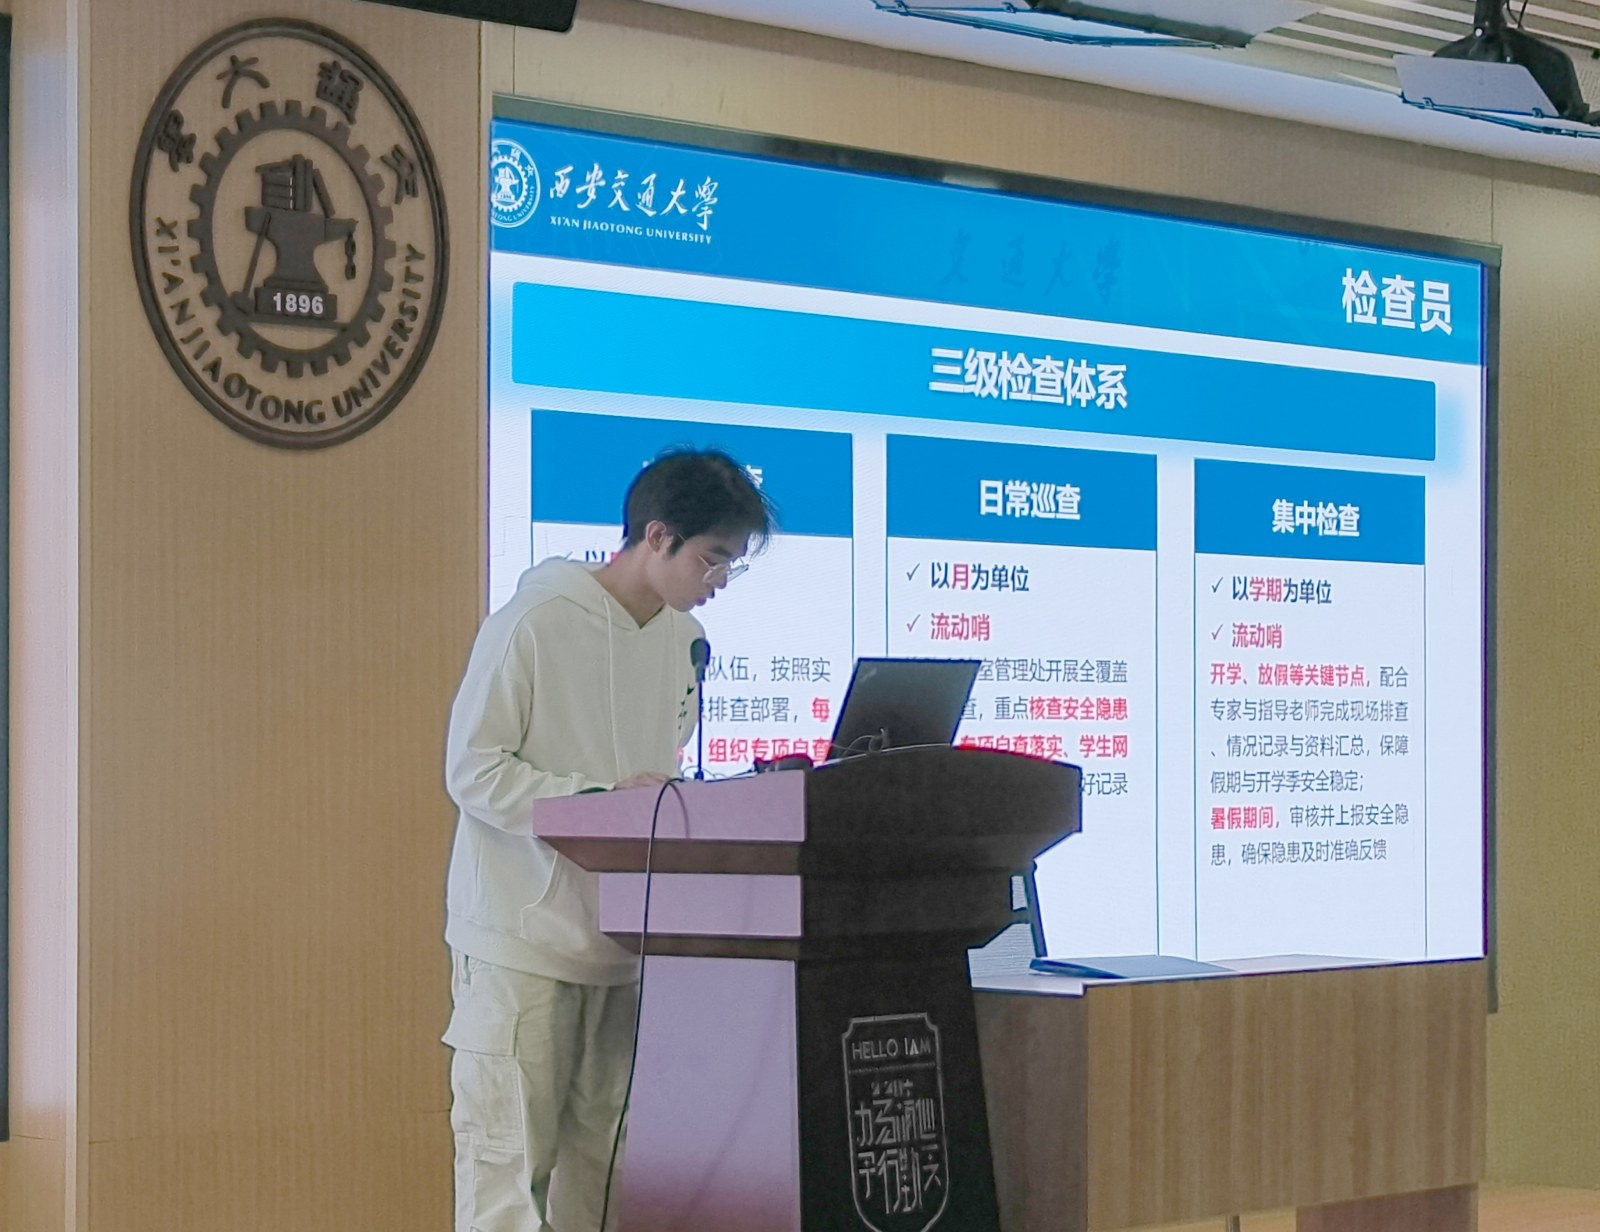 XI'AN JIAOTONG UNIVERSITY
1896
西安交通大学
XI'AN JIAOTONG UNIVERSITY
交通大学
检查员
三级检查体系
日常巡查
✓ 以月为单位
✓ 流动哨
室管理处开展全覆盖
查，重点核查安全隐患
专项自查落实、学生网
好记录
集中检查
✓ 以学期为单位
✓ 流动哨
开学、放假等关键节点，配合
专家与指导老师完成现场排查
、情况记录与资料汇总，保障
假期与开学季安全稳定；
暑假期间，审核并上报安全隐
患，确保隐患及时准确反馈
以
队伍，按照实
排查部署，每
、组织专项自查
HELLO IAM